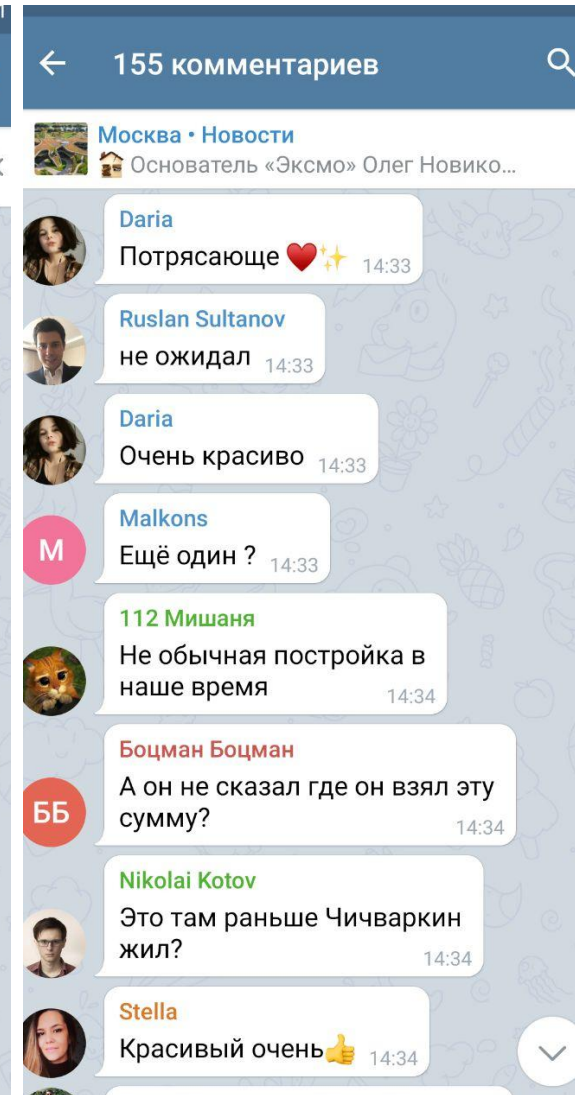 155 комментариев
Москва • Новости
Основатель «Эксмо» Олег Новико...
Daria
Потрясающе ❤️✨ 14:33
Ruslan Sultanov
не ожидал 14:33
Daria
Очень красиво 14:33
M
Malkons
Ещё один ? 14:33
112 Мишаня
Не обычная постройка в
наше время 14:34
ББ
Боцман Боцман
А он не сказал где он взял эту
сумму? 14:34
Nikolai Kotov
Это там раньше Чичваркин
жил? 14:34
Stella
Красивый очень👍 14:34